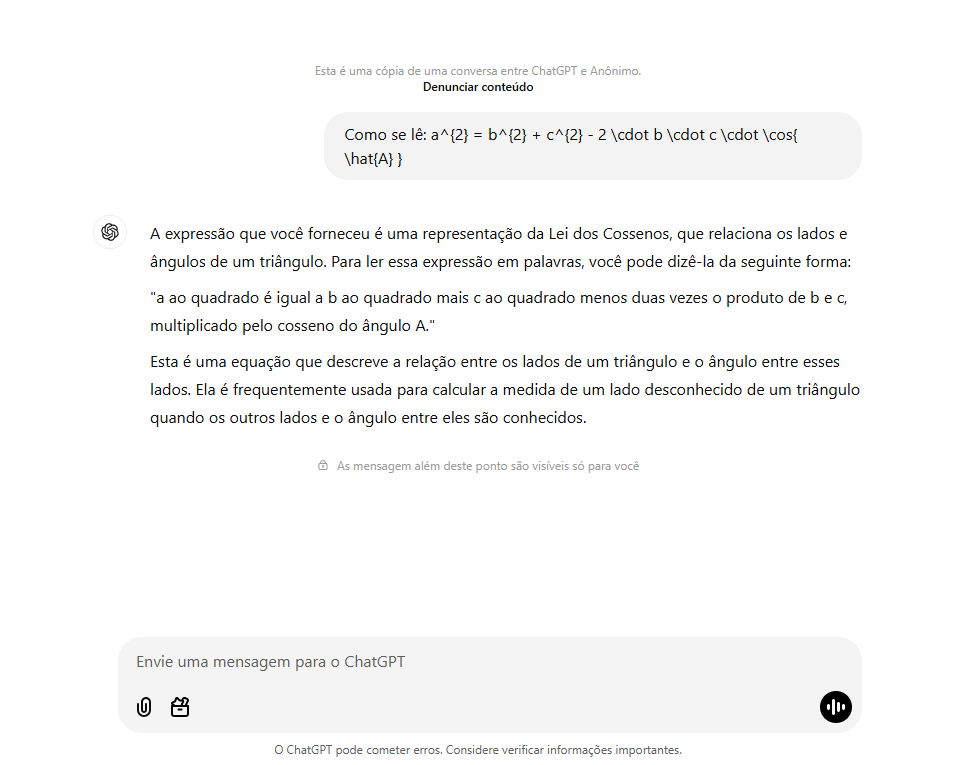 Esta é uma cópia de uma conversa entre ChatGPT e Anônimo.
Denunciar conteúdo
Como se lê: a^{2} = b^{2} + c^{2} - 2 \cdot b \cdot c \cdot \cos{
\hat{A} }
A expressão que você forneceu é uma representação da Lei dos Cossenos, que relaciona os lados e
ângulos de um triângulo. Para ler essa expressão em palavras, você pode dizê-la da seguinte forma:
"a ao quadrado é igual a b ao quadrado mais c ao quadrado menos duas vezes o produto de b e c,
multiplicado pelo cosseno do ângulo A."
Esta é uma equação que descreve a relação entre os lados de um triângulo e o ângulo entre esses
lados. Ela é frequentemente usada para calcular a medida de um lado desconhecido de um triângulo
quando os outros lados e o ângulo entre eles são conhecidos.
As mensagem além deste ponto são visíveis só para você
Envie uma mensagem para o ChatGPT
O ChatGPT pode cometer erros. Considere verificar informações importantes.